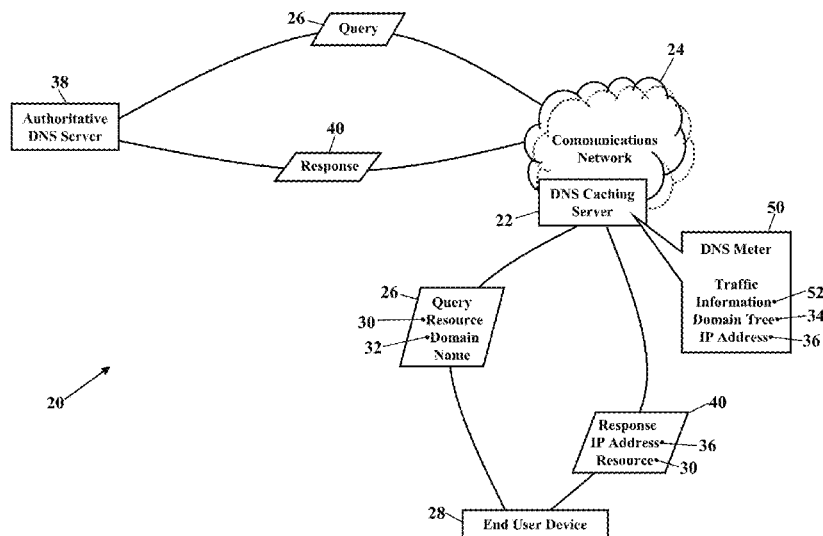 26
Query
24
38
Authoritative
DNS Server
40
Response
Communications
Network
DNS Caching
Server
22
50
DNS Meter
Traffic
Information
52
Domain Tree
34
IP Address
36
26
Query
30
Resource
32
Domain
Name
20
40
Response
IP Address
36
Resource
30
28
End User Device